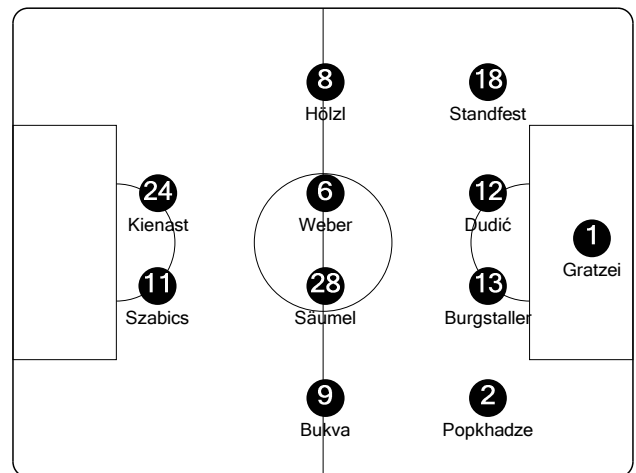 8
Hölzl
18
Standfest
24
Kienast
6
Weber
12
Dudić
1
Gratzei
11
Szabics
28
Säumel
13
Burgstaller
9
Bukva
2
Popkhadze